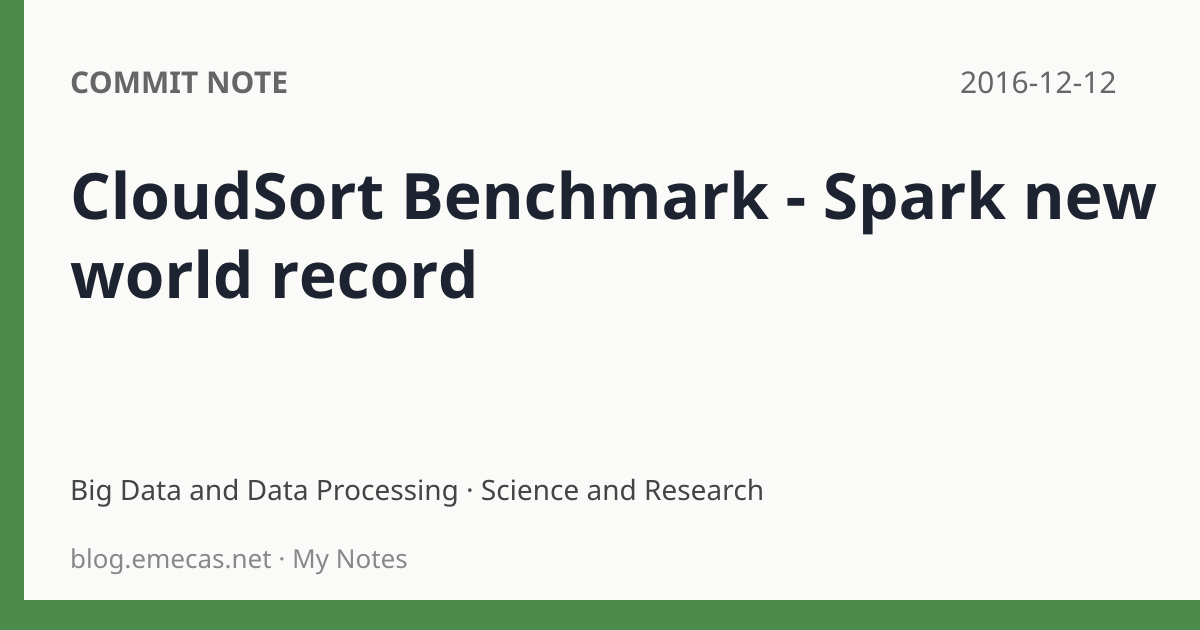 COMMIT NOTE
2016-12-12
CloudSort Benchmark - Spark new
world record
Big Data and Data Processing · Science and Research
blog.emecas.net · My Notes